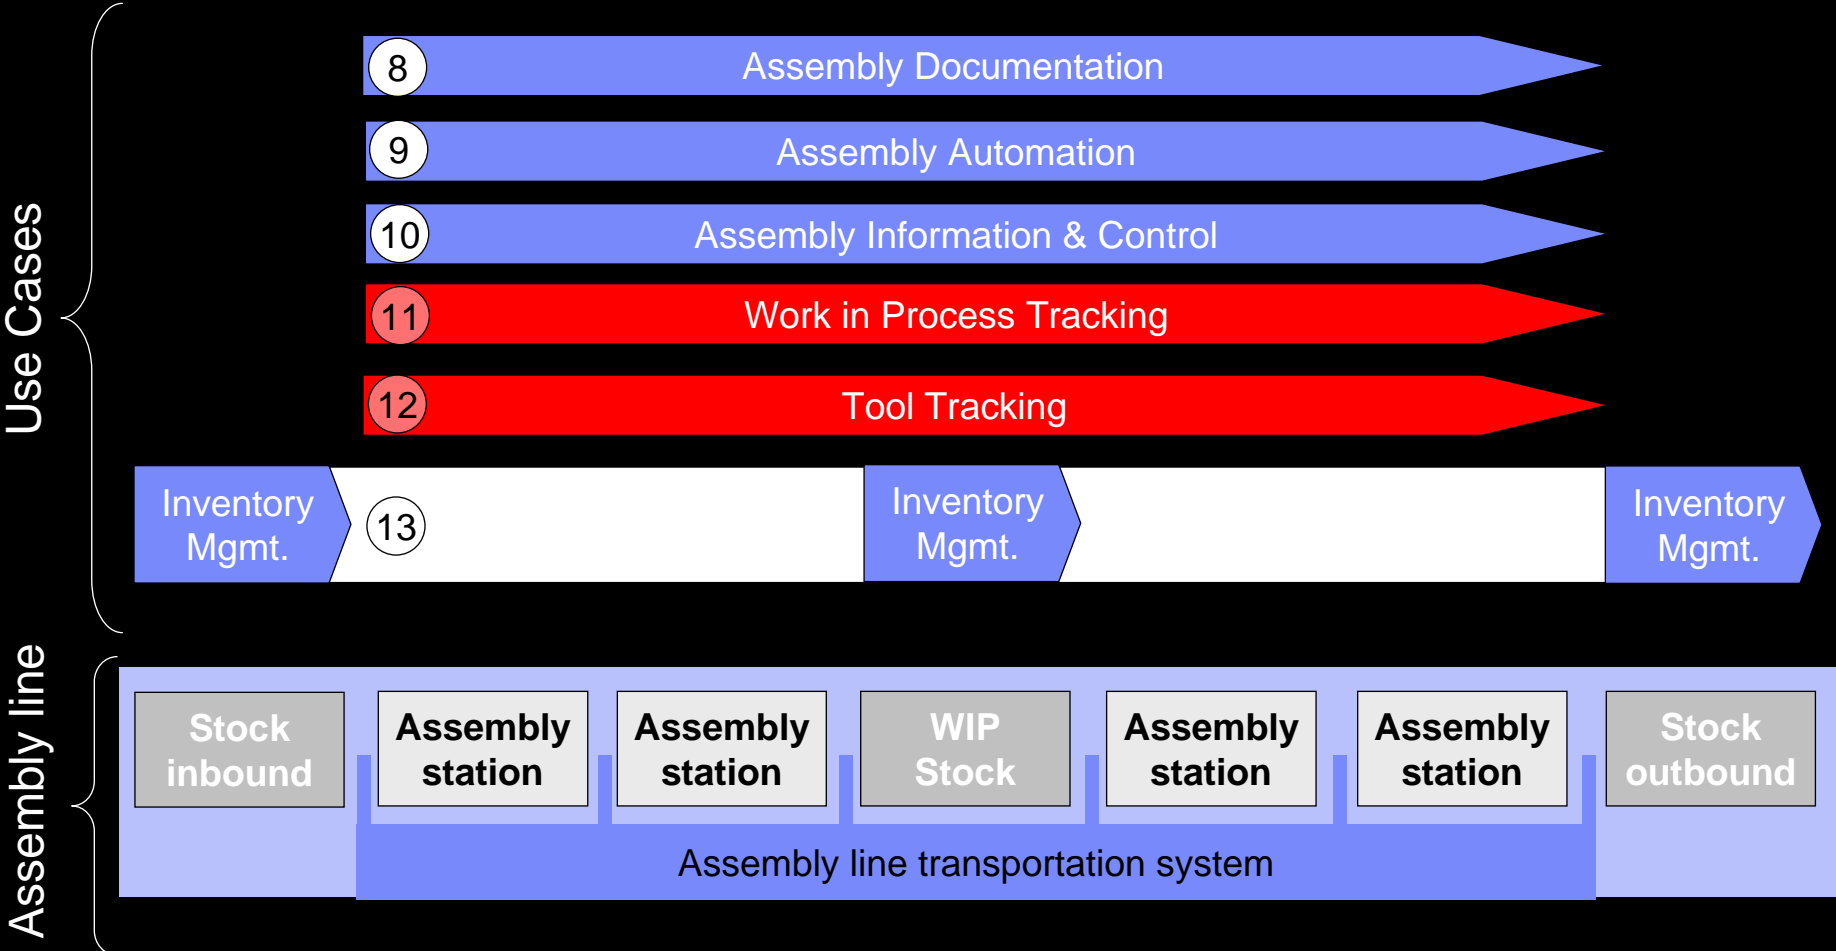 Use Cases
8 Assembly Documentation
9 Assembly Automation
10 Assembly Information & Control
11 Work in Process Tracking
12 Tool Tracking
Inventory
Mgmt.
13
Inventory
Mgmt.
Inventory
Mgmt.
Assembly line
Stock
inbound
Assembly
station
Assembly
station
WIP
Stock
Assembly
station
Assembly
station
Stock
outbound
Assembly line transportation system